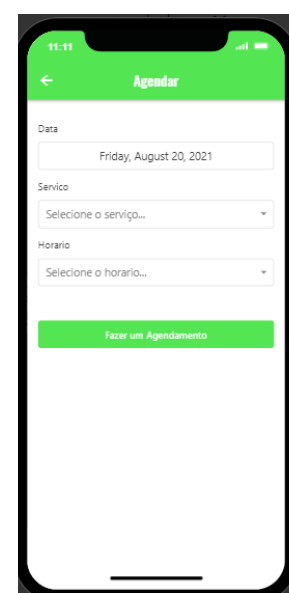 11:11
Agendar
Data
Friday, August 20, 2021
Servico
Selecione o serviço...
Horario
Selecione o horario...
Fazer um Agendamento